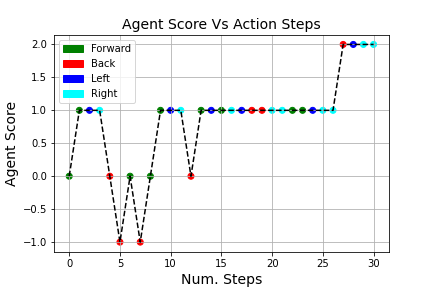 Agent Score Vs Action Steps
Forward
Back
Left
Right
Agent Score
2.0
1.5
1.0
0.5
0.0
−0.5
−1.0
0 5 10 15 20 25 30
Num. Steps